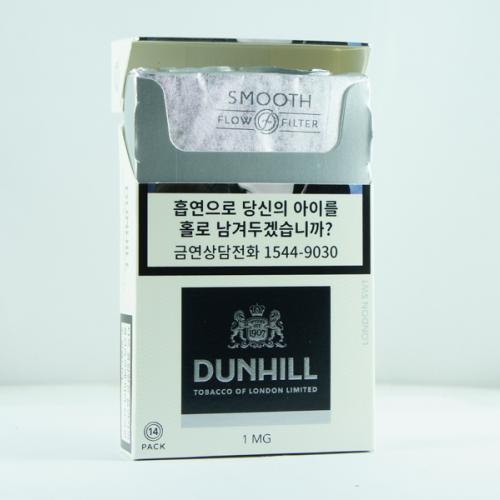 SMOOTH
FLOW FILTER
흡연으로 당신의 아이를
홀로 남겨두겠습니까?
금연상담전화 1544-9030
LONDON SW1
1907
DUNHILL
TOBACCO OF LONDON LIMITED
14
PACK
1 MG